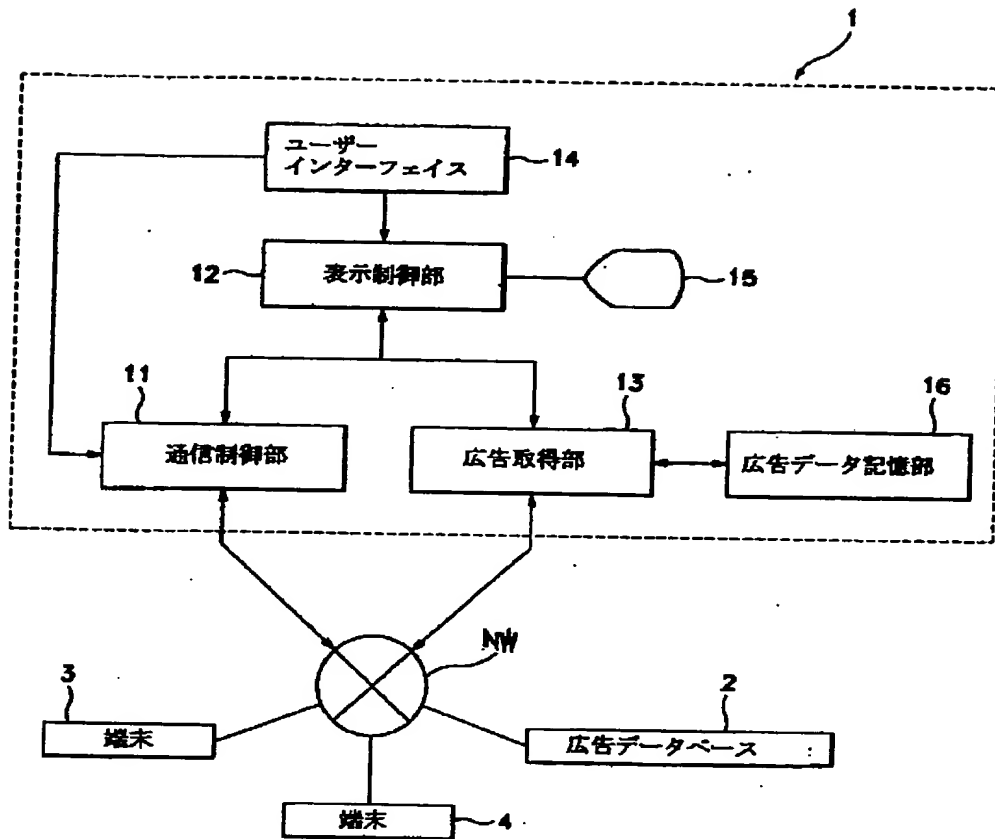 1
ユーザー
インターフェイス
14
12
表示制御部
15
11
通信制御部
13
広告取得部
16
広告データ記憶部
NW
3
端末
2
広告データベース
端末
4